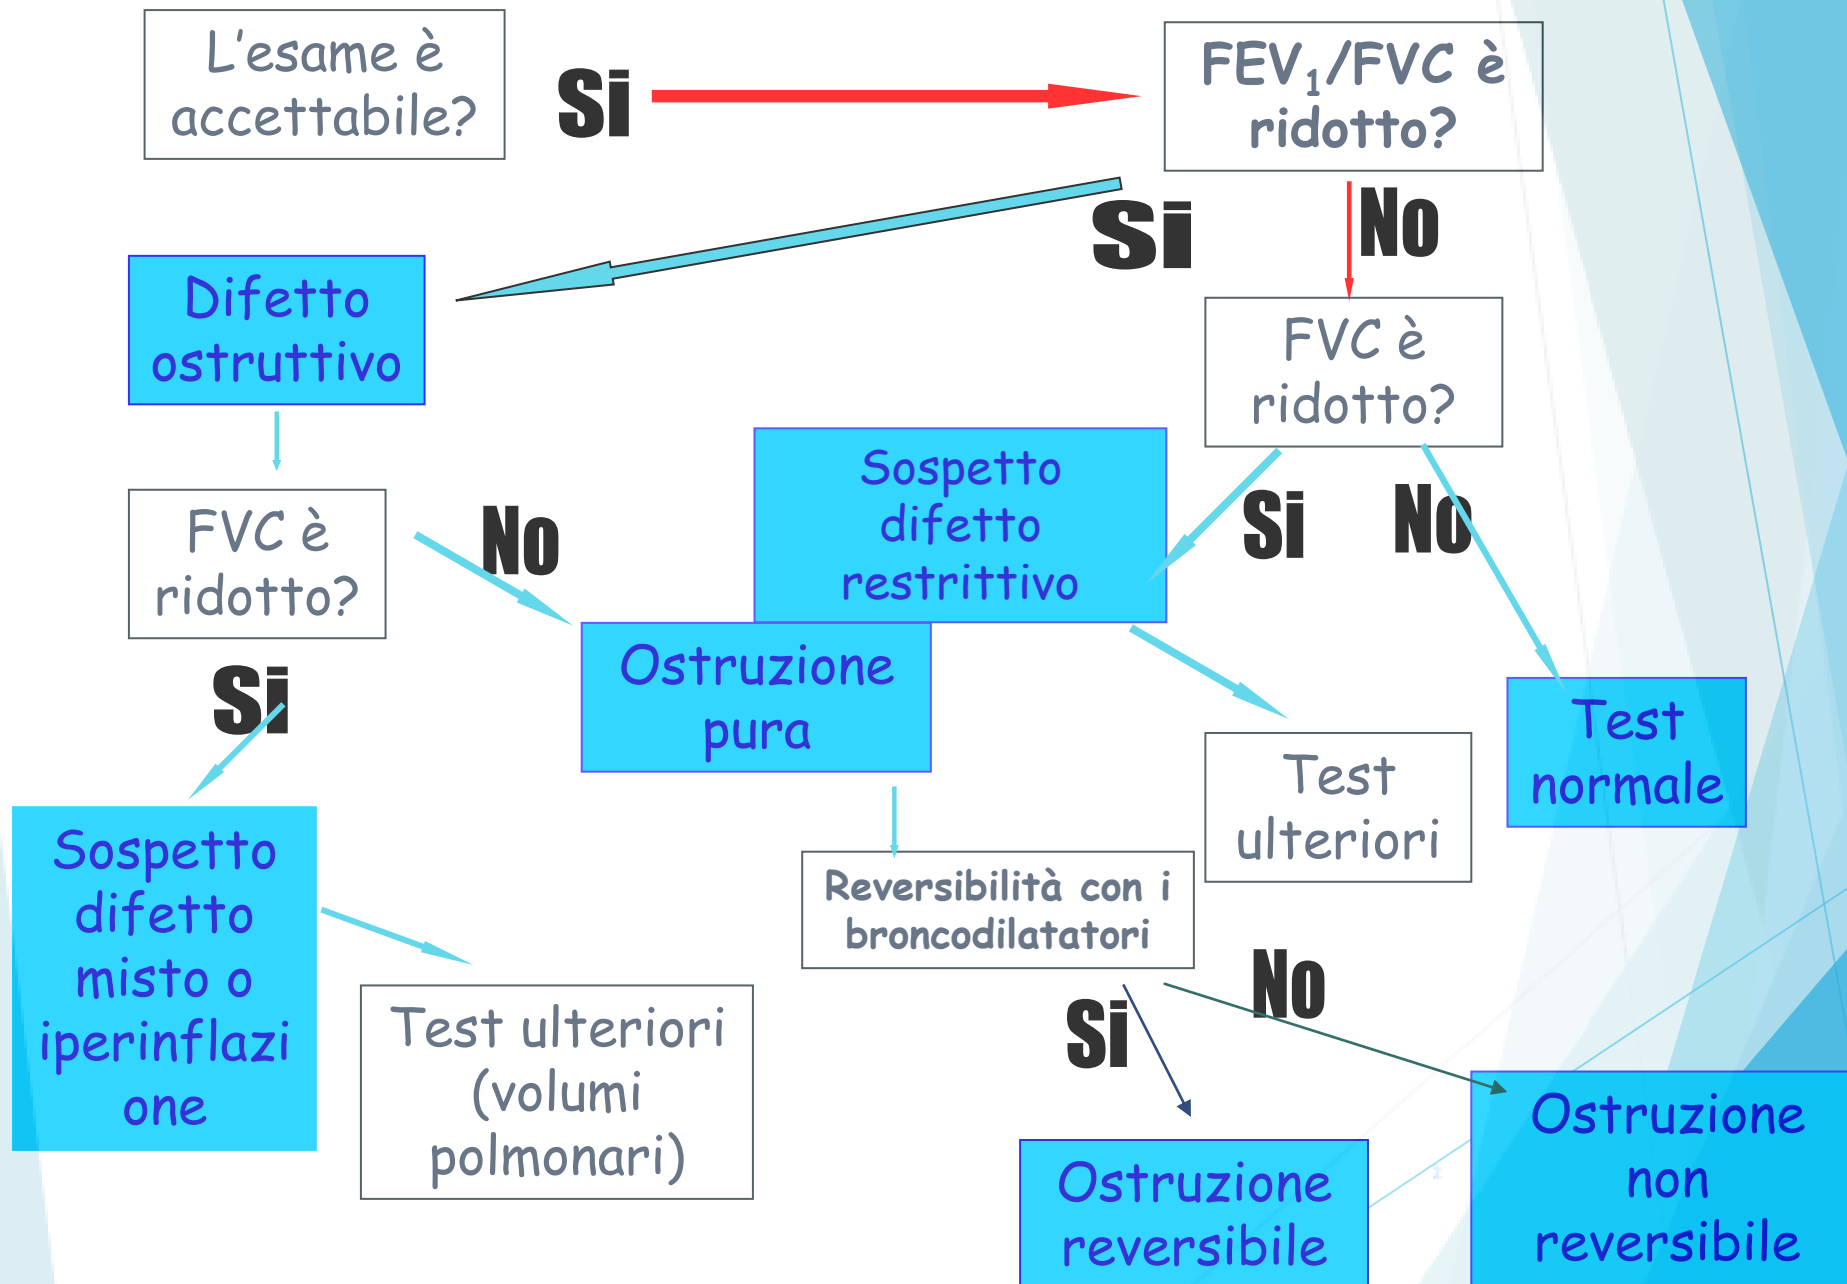 L'esame è
accettabile?
Si
FEV₁/FVC è
ridotto?
Si
No
Difetto
ostruttivo
FVC è
ridotto?
Sospetto
difetto
restrittivo
Si
No
FVC è
ridotto?
No
Si
Ostruzione
pura
Test
normale
Test
ulteriori
Sospetto
difetto
misto o
iperinflazi
one
Reversibilità con i
broncodilatatori
Test ulteriori
(volumi
polmonari)
Si
No
Ostruzione
reversibile
Ostruzione
non
reversibile